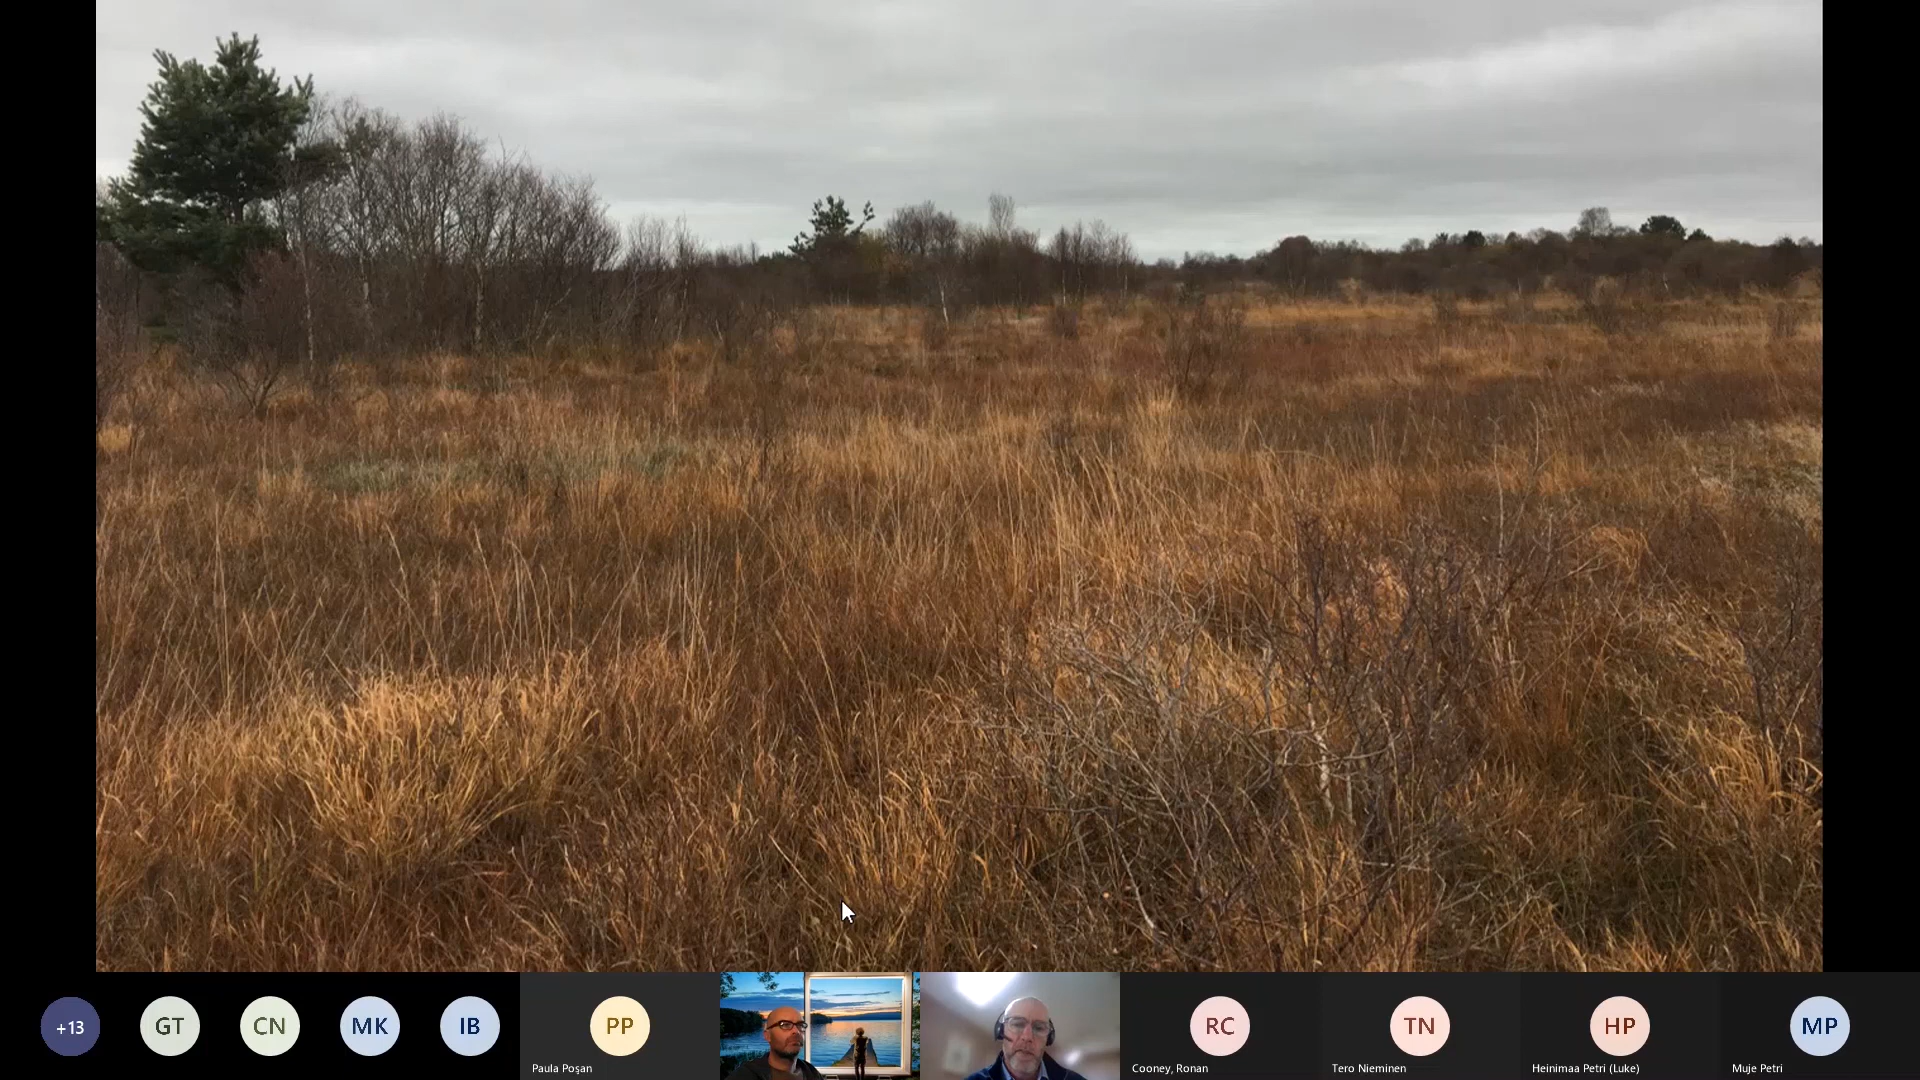 +13
GT
CN
MK
IB
PP
Paula Poşan
RC
Cooney, Ronan
TN
Tero Nieminen
HP
Heinimaa Petri (Luke)
MP
Muje Petri